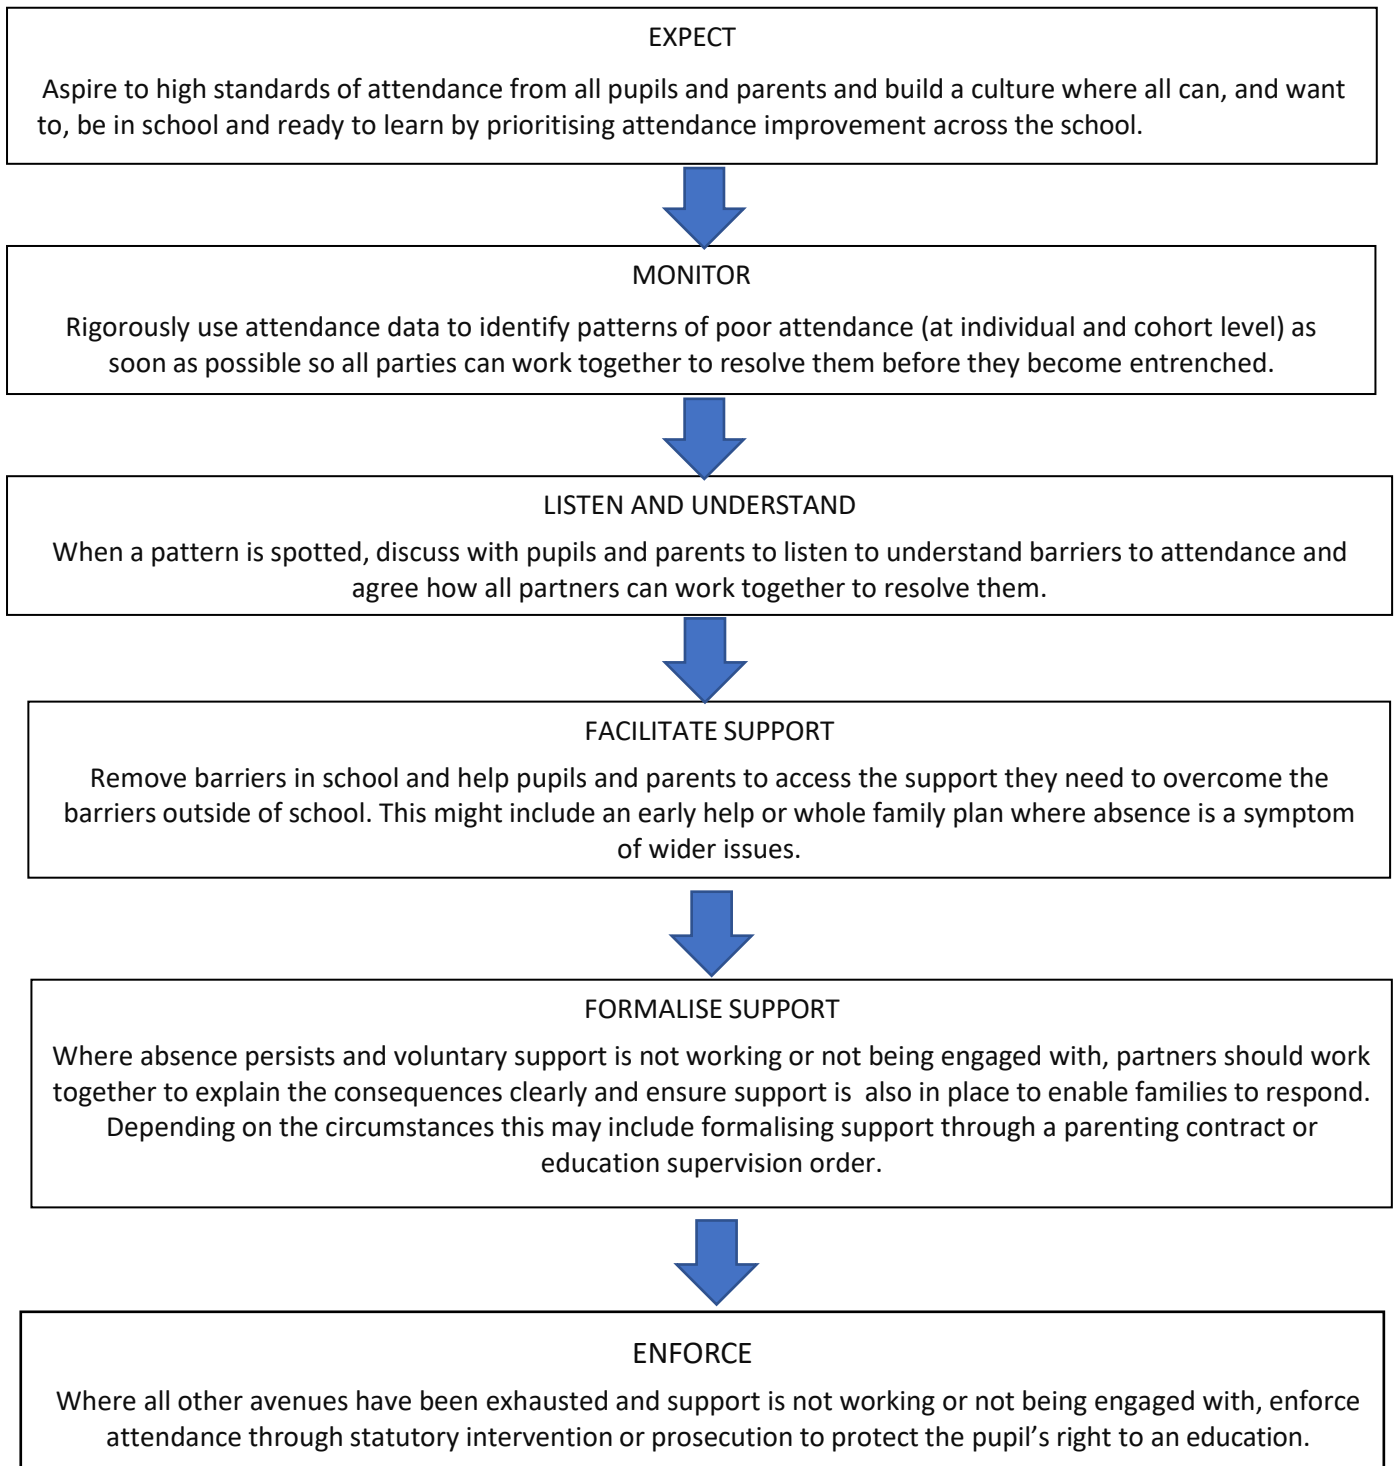 EXPECT
Aspire to high standards of attendance from all pupils and parents and build a culture where all can, and want
to, be in school and ready to learn by prioritising attendance improvement across the school.
MONITOR
Rigorously use attendance data to identify patterns of poor attendance (at individual and cohort level) as
soon as possible so all parties can work together to resolve them before they become entrenched.
LISTEN AND UNDERSTAND
When a pattern is spotted, discuss with pupils and parents to listen to understand barriers to attendance and
agree how all partners can work together to resolve them.
FACILITATE SUPPORT
Remove barriers in school and help pupils and parents to access the support they need to overcome the
barriers outside of school. This might include an early help or whole family plan where absence is a symptom
of wider issues.
FORMALISE SUPPORT
Where absence persists and voluntary support is not working or not being engaged with, partners should work
together to explain the consequences clearly and ensure support is also in place to enable families to respond.
Depending on the circumstances this may include formalising support through a parenting contract or
education supervision order.
ENFORCE
Where all other avenues have been exhausted and support is not working or not being engaged with, enforce
attendance through statutory intervention or prosecution to protect the pupil's right to an education.